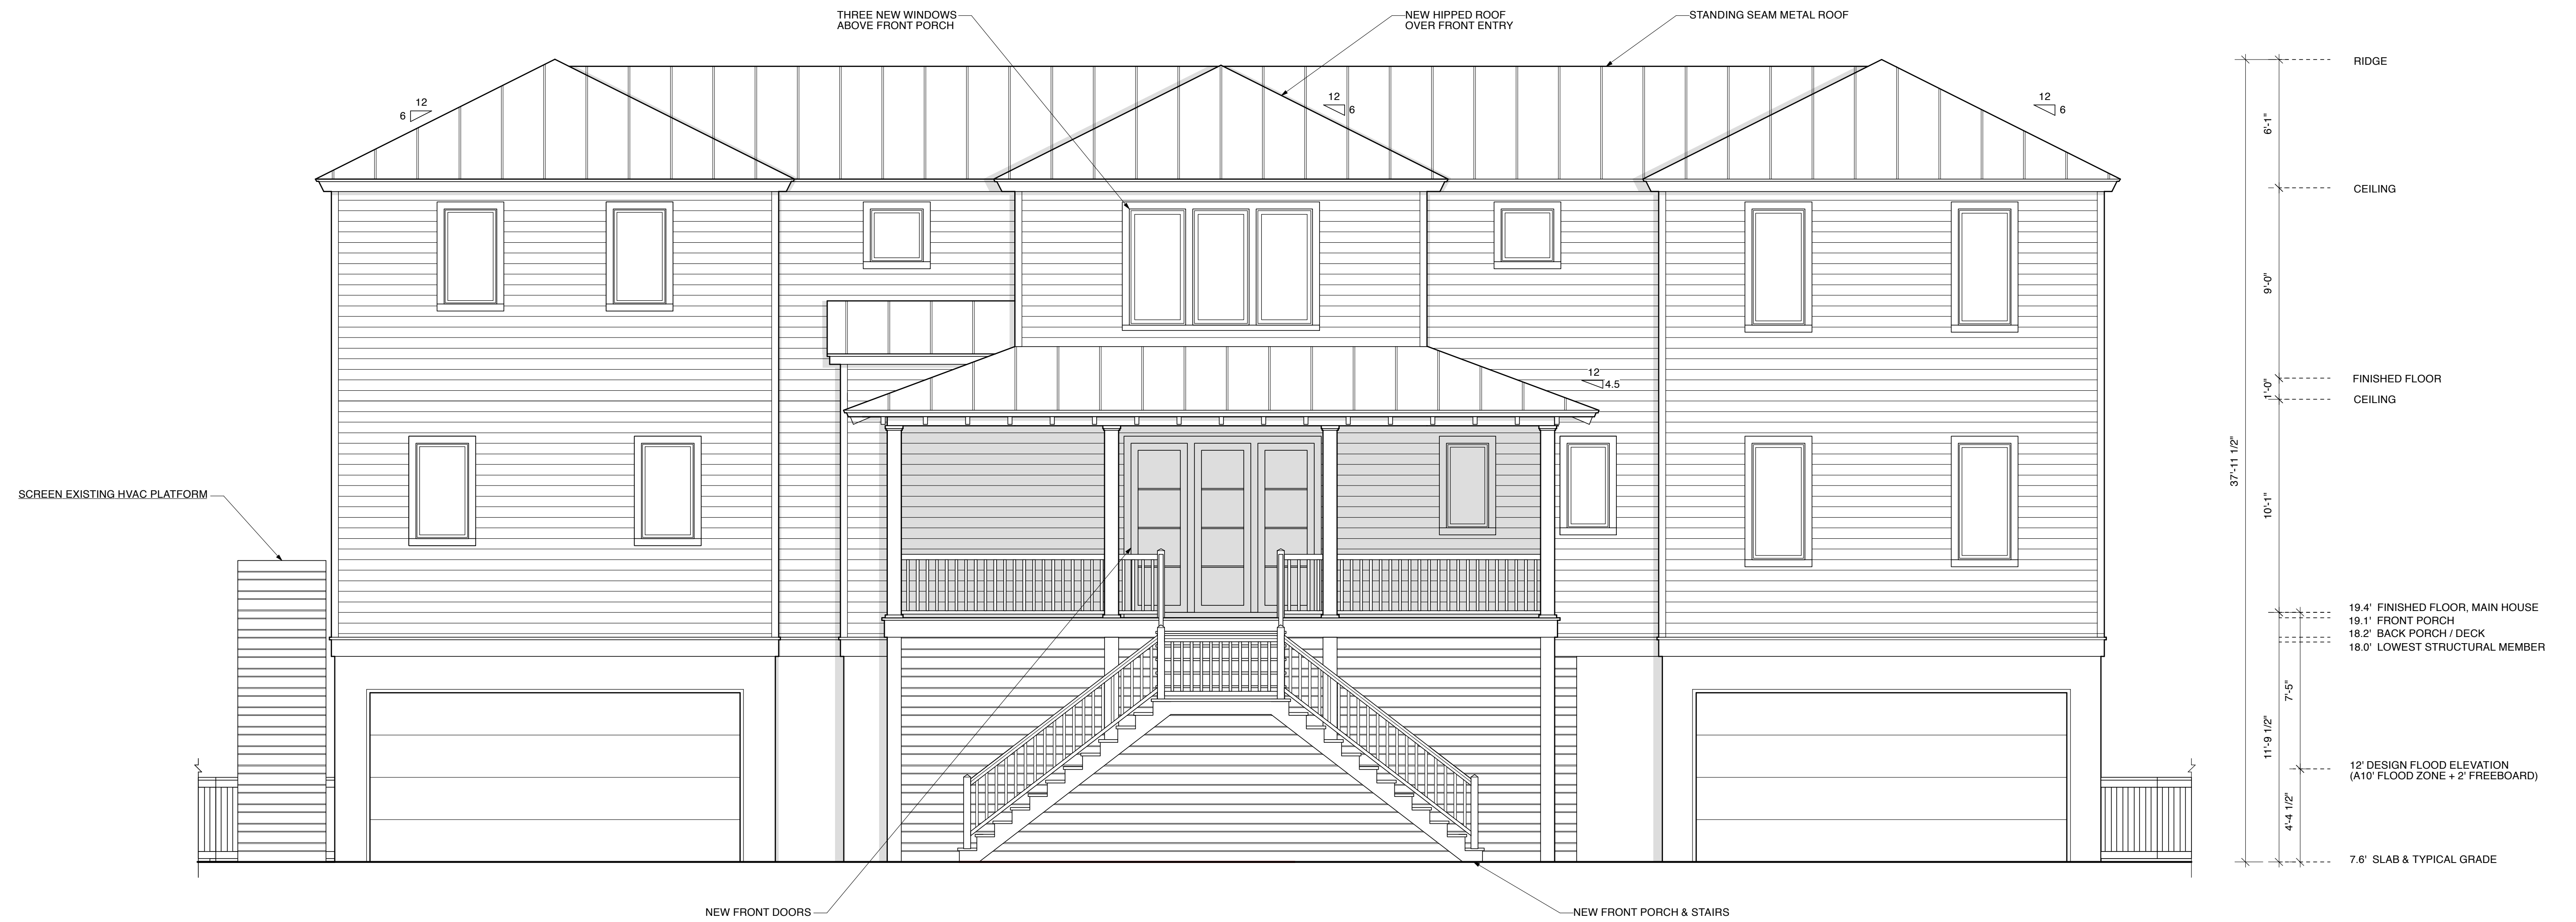 THREE NEW WINDOWS
ABOVE FRONT PORCH
NEW HIPPED ROOF
OVER FRONT ENTRY
STANDING SEAM METAL ROOF
12
6
12
6
12
6
12
4.5
SCREEN EXISTING HVAC PLATFORM
NEW FRONT DOORS
NEW FRONT PORCH & STAIRS
37'-11 1/2"
6'-1"
9'-0"
1'-0"
10'-1"
11'-9 1/2"
7'-5"
4'-4 1/2"
RIDGE
CEILING
FINISHED FLOOR
CEILING
19.4' FINISHED FLOOR, MAIN HOUSE
19.1' FRONT PORCH
18.2' BACK PORCH / DECK
18.0' LOWEST STRUCTURAL MEMBER
12' DESIGN FLOOD ELEVATION
(A10' FLOOD ZONE + 2' FREEBOARD)
7.6' SLAB & TYPICAL GRADE